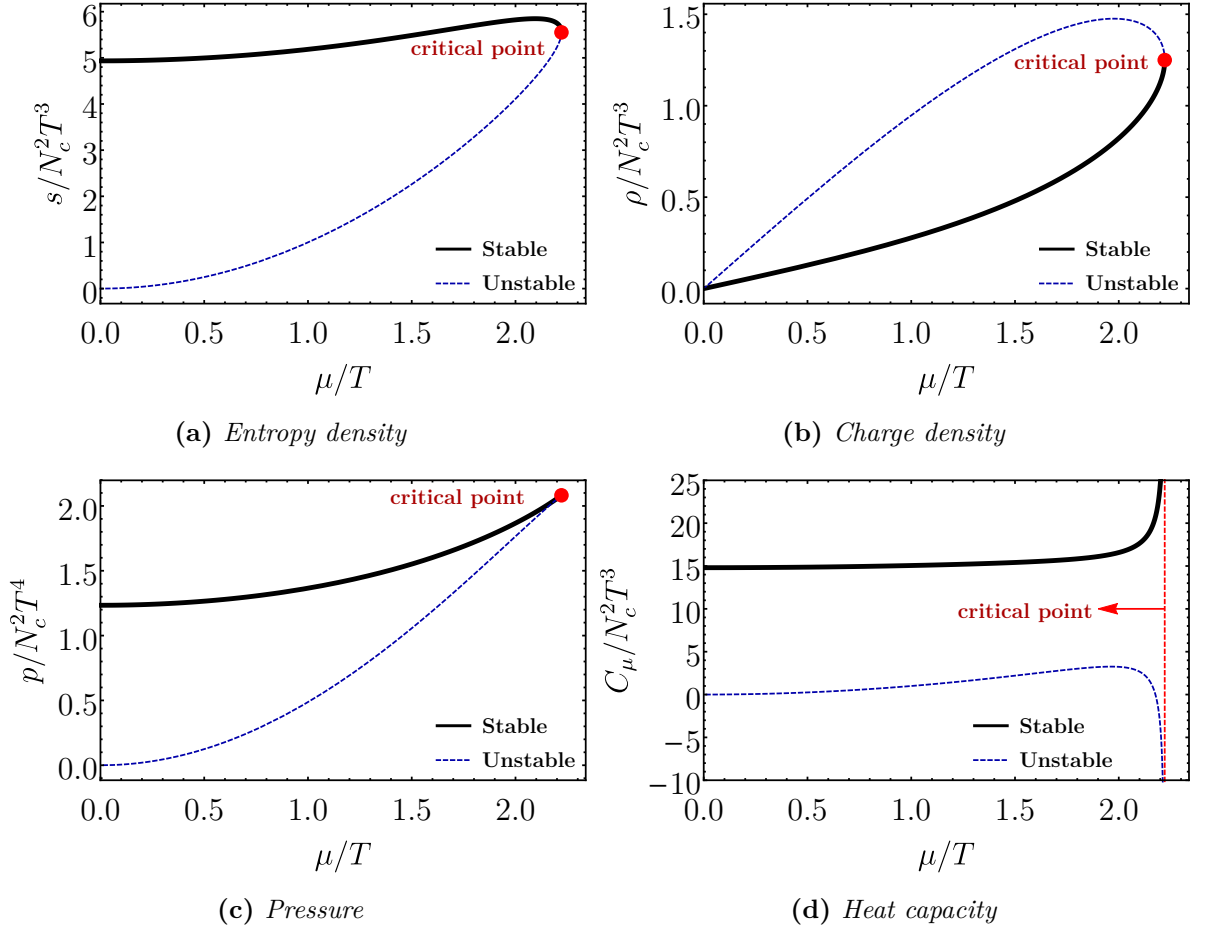 6
5
4
3
2
1
0
s/N_c^2T^3
critical point
Stable
Unstable
0.0 0.5 1.0 1.5 2.0
μ/T
(a) Entropy density
1.5
1.0
0.5
0.0
ρ/N_c^2T^3
critical point
Stable
Unstable
0.0 0.5 1.0 1.5 2.0
μ/T
(b) Charge density
2.0
1.5
1.0
0.5
0.0
p/N_c^2T^4
critical point
Stable
Unstable
0.0 0.5 1.0 1.5 2.0
μ/T
(c) Pressure
25
20
15
10
5
0
−5
−10
C_μ/N_c^2T^3
critical point
Stable
Unstable
0.0 0.5 1.0 1.5 2.0
μ/T
(d) Heat capacity